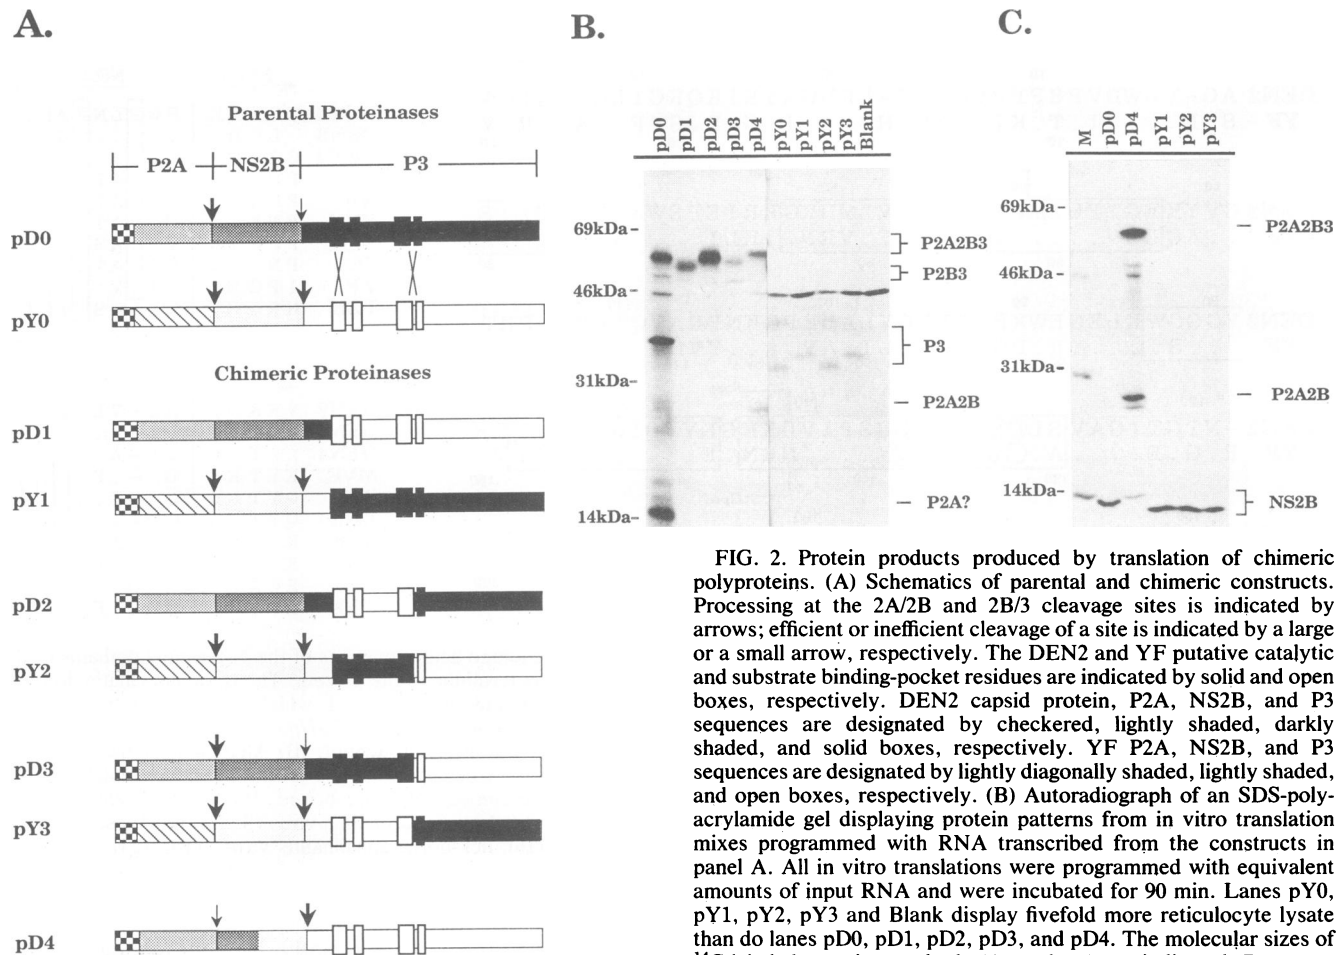 A.
Parental Proteinases
P2A NS2B P3
pD0
pY0
Chimeric Proteinases
pD1
pY1
pD2
pY2
pD3
pY3
pD4
B.
pD0 pD1 pD2 pD3 pD4 pY0 pY1 pY2 pY3 Blank
69kDa-
46kDa-
31kDa-
14kDa-
P2A2B3
P2B3
P3
P2A2B
P2A?
C.
M pD0 pD4 pY1 pY2 pY3
69kDa-
46kDa-
31kDa-
14kDa-
P2A2B3
P2A2B
NS2B
FIG. 2. Protein products produced by translation of chimeric
polyproteins. (A) Schematics of parental and chimeric constructs.
Processing at the 2A/2B and 2B/3 cleavage sites is indicated by
arrows; efficient or inefficient cleavage of a site is indicated by a large
or a small arrow, respectively. The DEN2 and YF putative catalytic
and substrate binding-pocket residues are indicated by solid and open
boxes, respectively. DEN2 capsid protein, P2A, NS2B, and P3
sequences are designated by checkered, lightly shaded, darkly
shaded, and solid boxes, respectively. YF P2A, NS2B, and P3
sequences are designated by lightly diagonally shaded, lightly shaded,
and open boxes, respectively. (B) Autoradiograph of an SDS-poly-
acrylamide gel displaying protein patterns from in vitro translation
mixes programmed with RNA transcribed from the constructs in
panel A. All in vitro translations were programmed with equivalent
amounts of input RNA and were incubated for 90 min. Lanes pY0,
pY1, pY2, pY3 and Blank display fivefold more reticulocyte lysate
than do lanes pD0, pD1, pD2, pD3, and pD4. The molecular sizes of